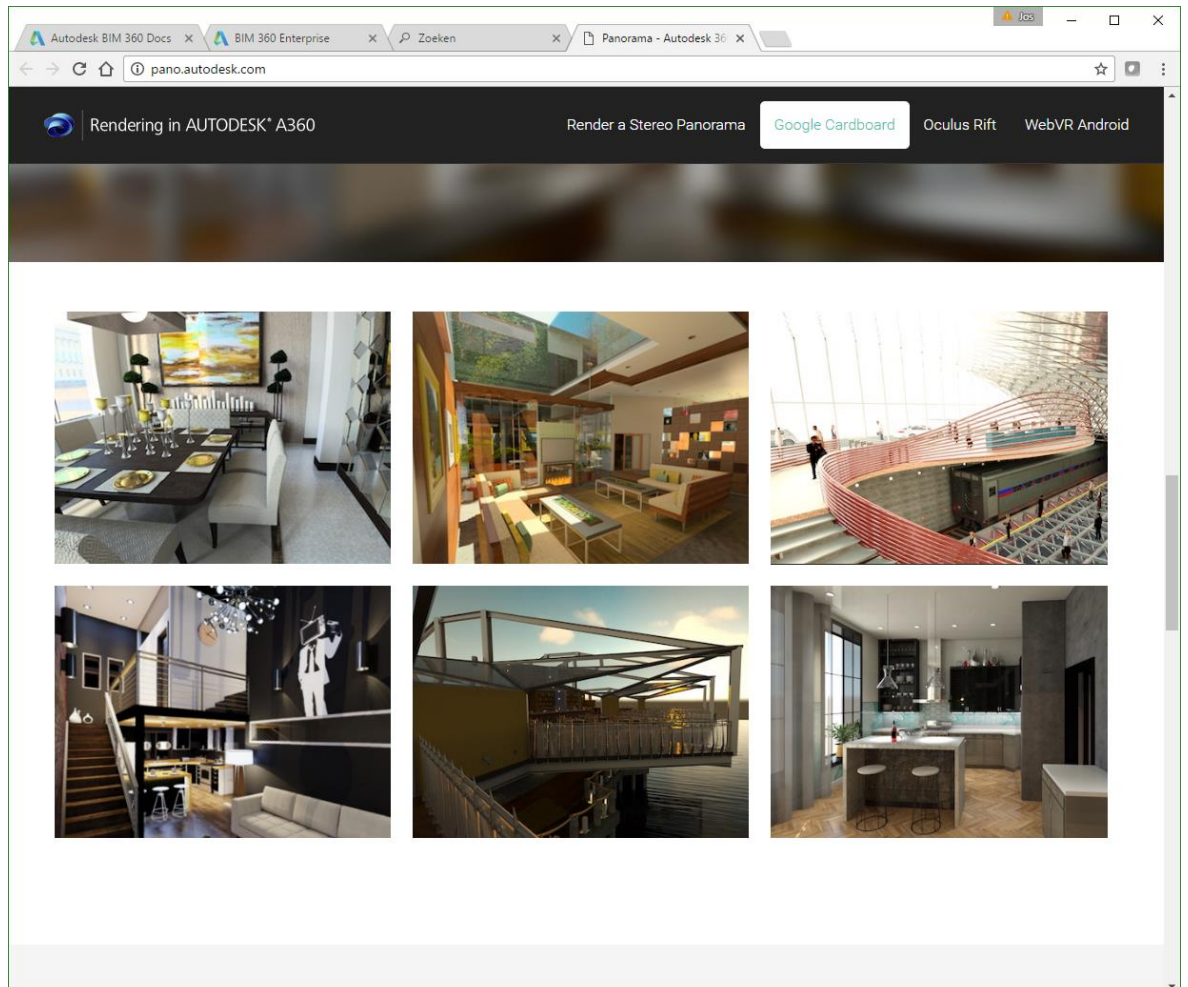 Jos
Autodesk BIM 360 Docs
BIM 360 Enterprise
Zoeken
Panorama - Autodesk 36
pano.autodesk.com
Rendering in AUTODESK® A360
Render a Stereo Panorama
Google Cardboard
Oculus Rift
WebVR Android